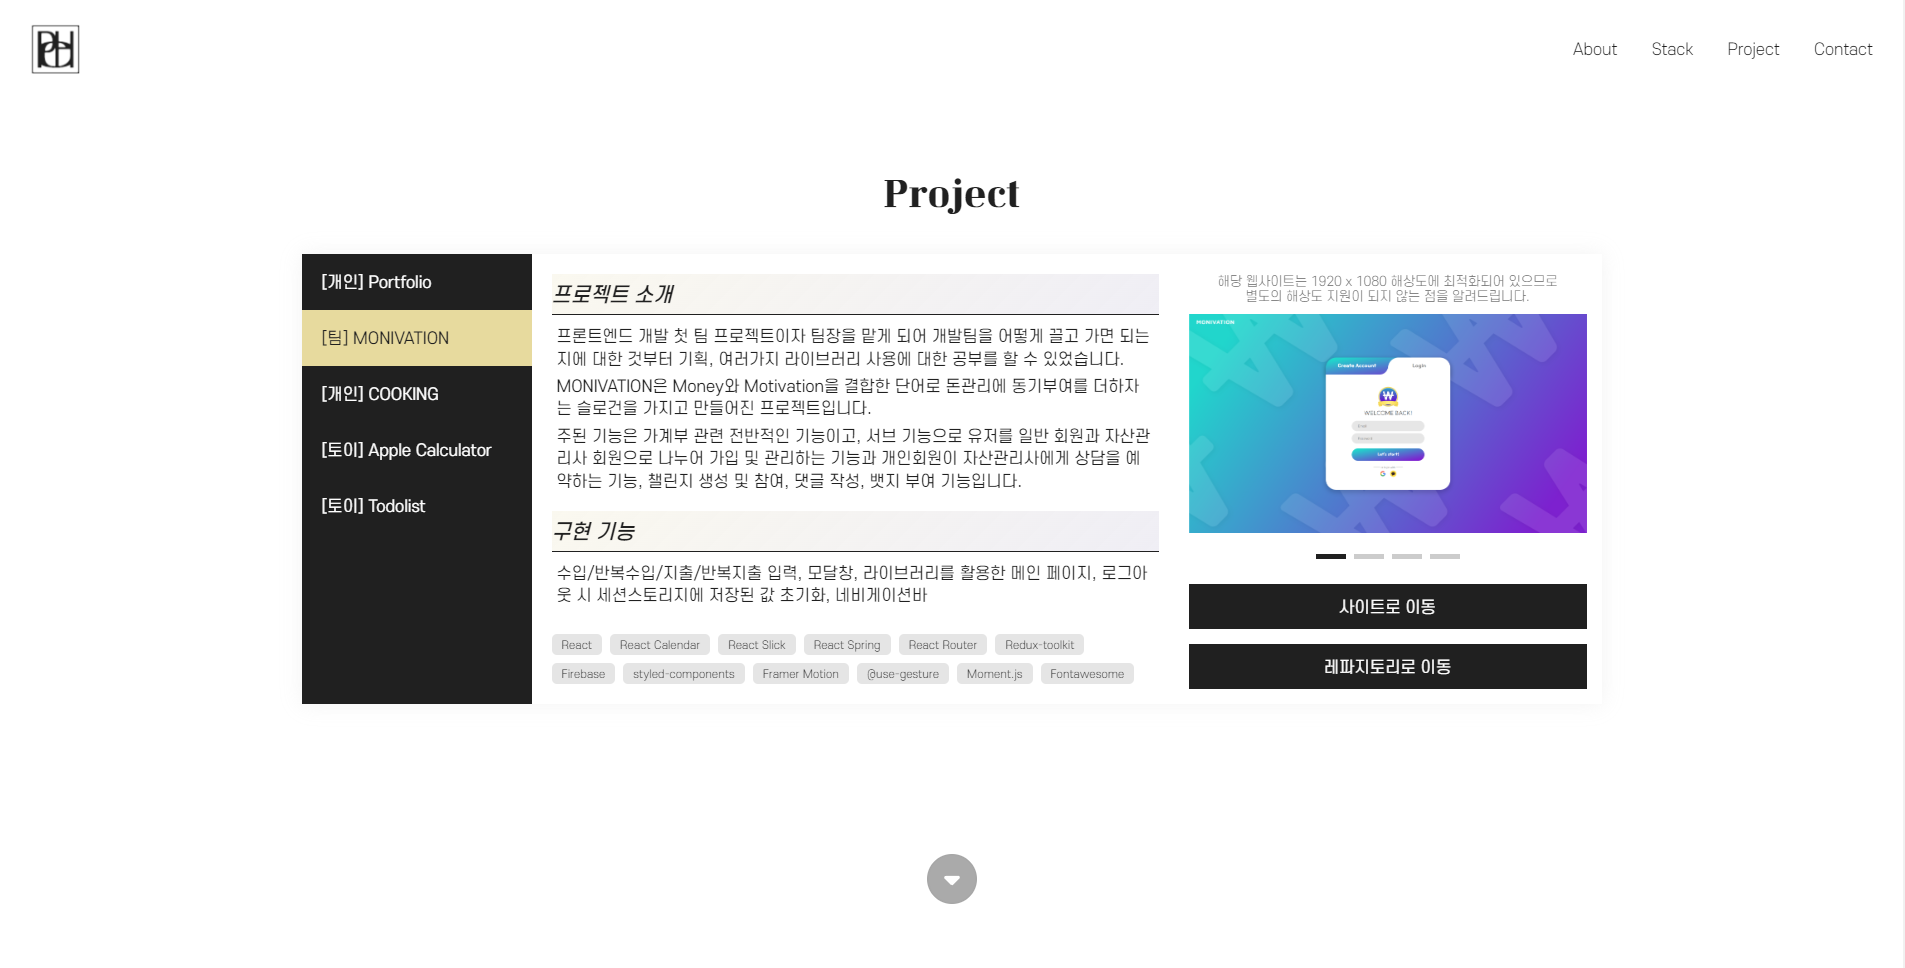 About
Stack
Project
Contact
Project
[개인] Portfolio
[팀] MONIVATION
[개인] COOKING
[토이] Apple Calculator
[토이] Todolist
프로젝트 소개
프론트엔드 개발 첫 팀 프로젝트이자 팀장을 맡게 되어 개발팀을 어떻게 끌고 가면 되는
지에 대한 것부터 기획, 여러가지 라이브러리 사용에 대한 공부를 할 수 있었습니다.
MONIVATION은 Money와 Motivation을 결합한 단어로 돈관리에 동기부여를 더하자
는 슬로건을 가지고 만들어진 프로젝트입니다.
주된 기능은 가계부 관련 전반적인 기능이고, 서브 기능으로 유저를 일반 회원과 자산관
리사 회원으로 나누어 가입 및 관리하는 기능과 개인회원이 자산관리사에게 상담을 예
약하는 기능, 챌린지 생성 및 참여, 댓글 작성, 뱃지 부여 기능입니다.
구현 기능
수입/반복수입/지출/반복지출 입력, 모달창, 라이브러리를 활용한 메인 페이지, 로그아
웃 시 세션스토리지에 저장된 값 초기화, 네비게이션바
React
React Calendar
React Slick
React Spring
React Router
Redux-toolkit
Firebase
styled-components
Framer Motion
@use-gesture
Moment.js
Fontawesome
해당 웹사이트는 1920 x 1080 해상도에 최적화되어 있으므로
별도의 해상도 지원이 되지 않는 점을 알려드립니다.
MONIVATION
Create Account
Login
WELCOME BACK!
Email
Password
Let's start!
사이트로 이동
레파지토리로 이동